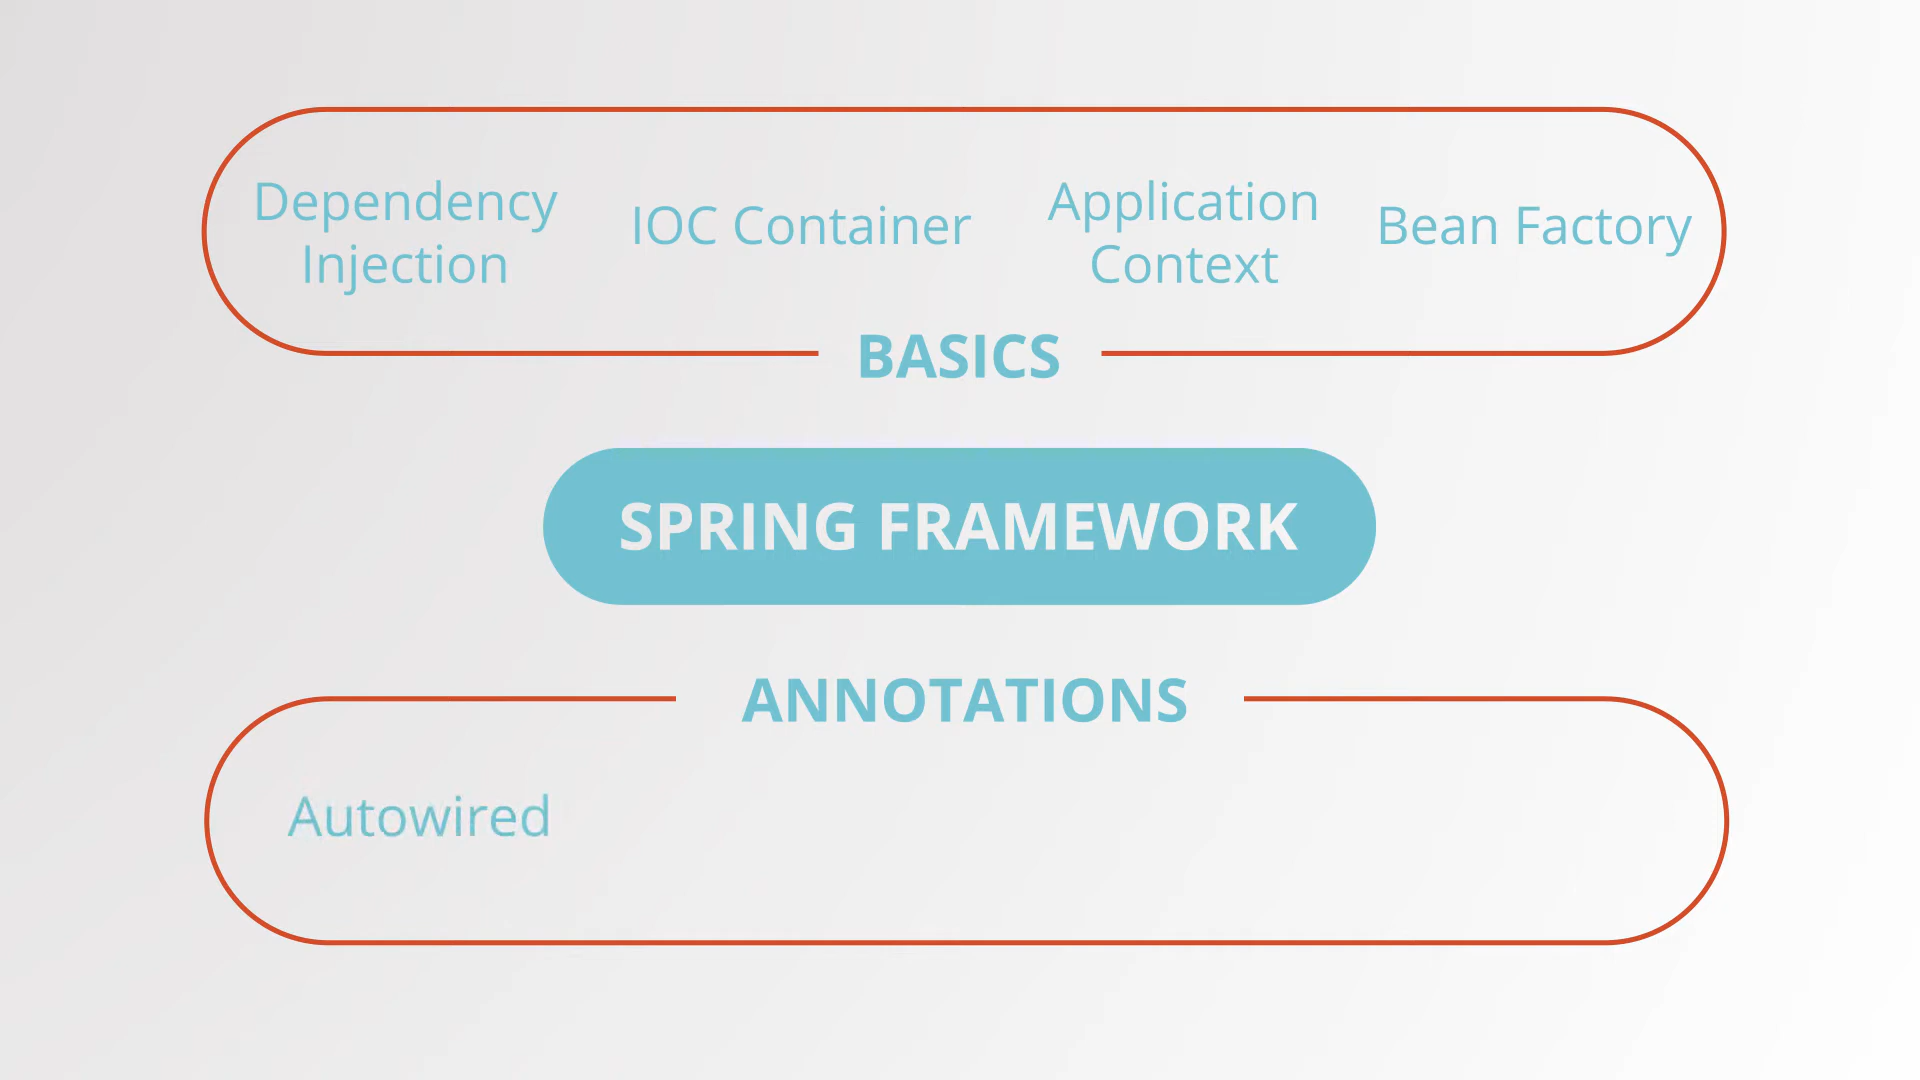 Dependency
Injection
IOC Container
Application
Context
Bean Factory
BASICS
SPRING FRAMEWORK
ANNOTATIONS
Autowired